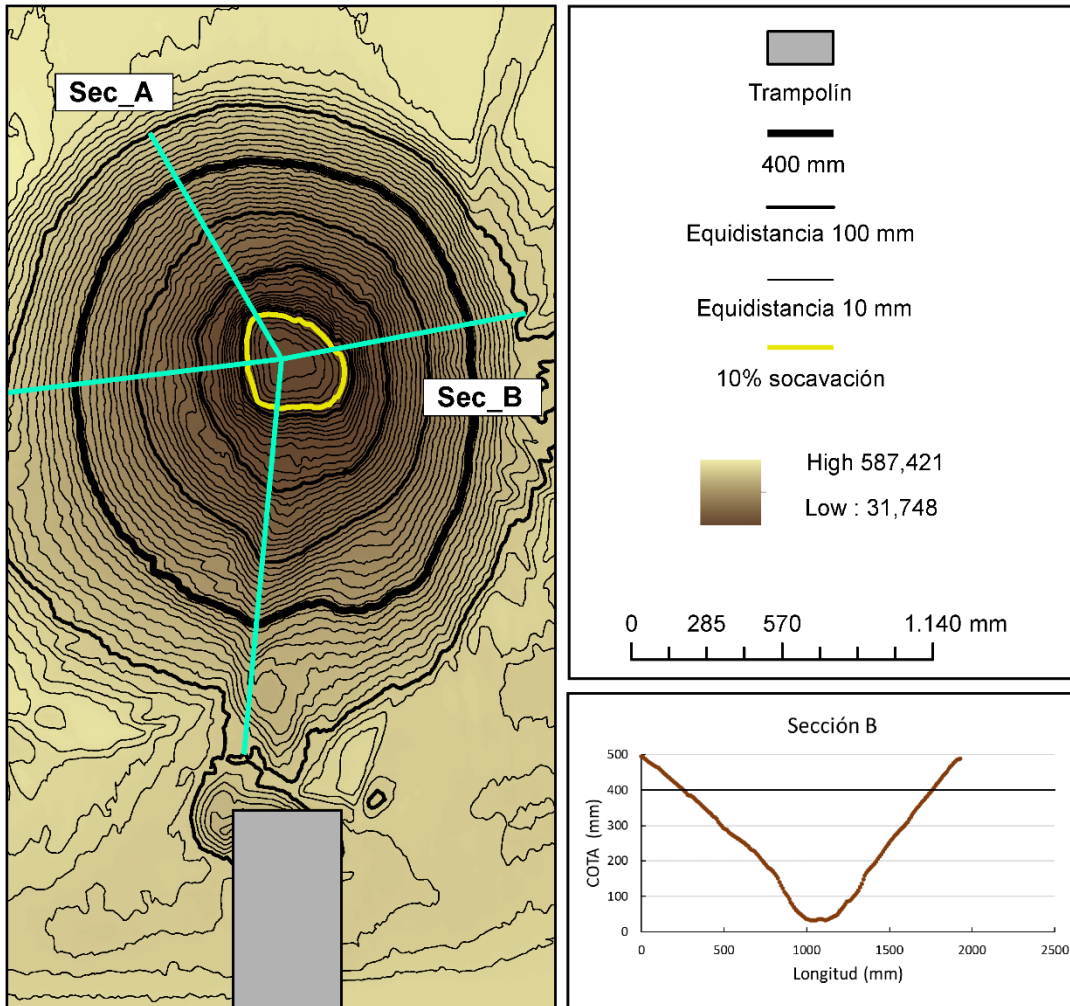 Sec_A
Sec_B
Trampolín
400 mm
Equidistancia 100 mm
Equidistancia 10 mm
10% socavación
High 587,421
Low : 31,748
0 285 570 1.140 mm
Sección B
COTA (mm)
500
400
300
200
100
0
0 500 1000 1500 2000 2500
Longitud (mm)